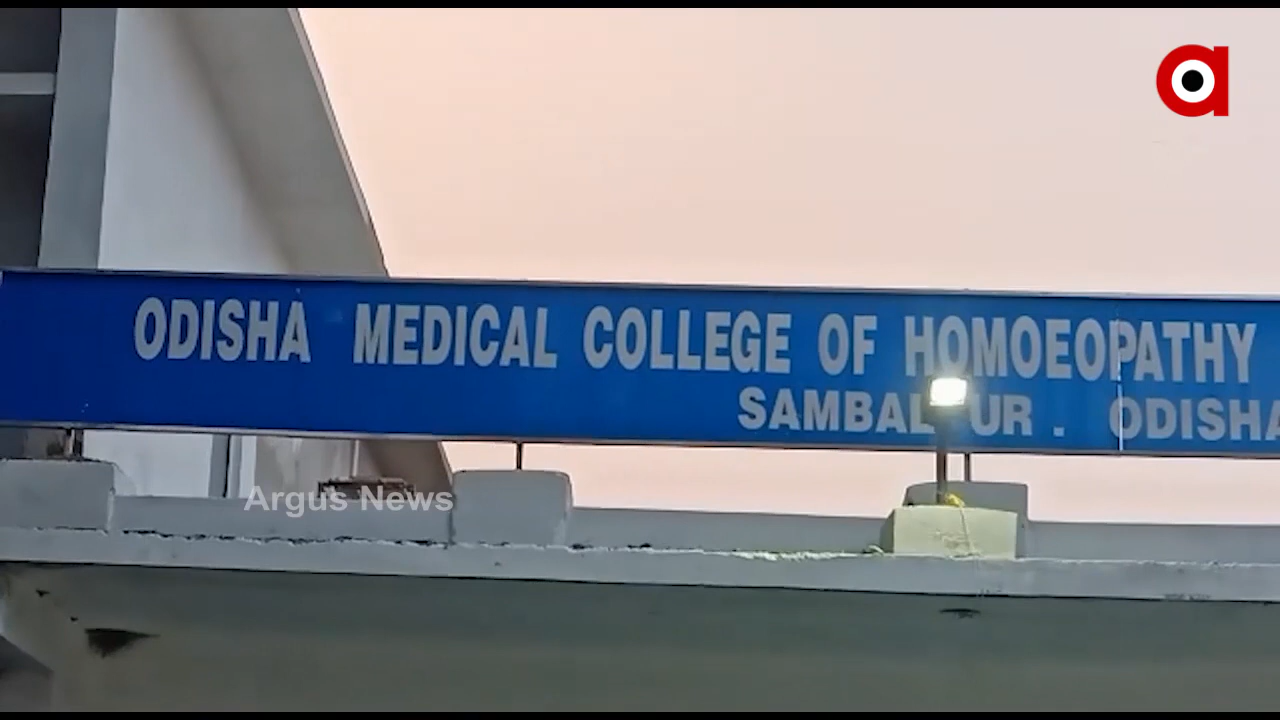 ODISHA MEDICAL COLLEGE OF HOMOEOPATHY
SAMBALPUR . ODISHA
Argus News